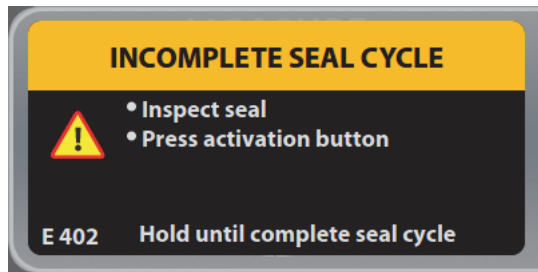 INCOMPLETE SEAL CYCLE
• Inspect seal
• Press activation button
E 402 Hold until complete seal cycle